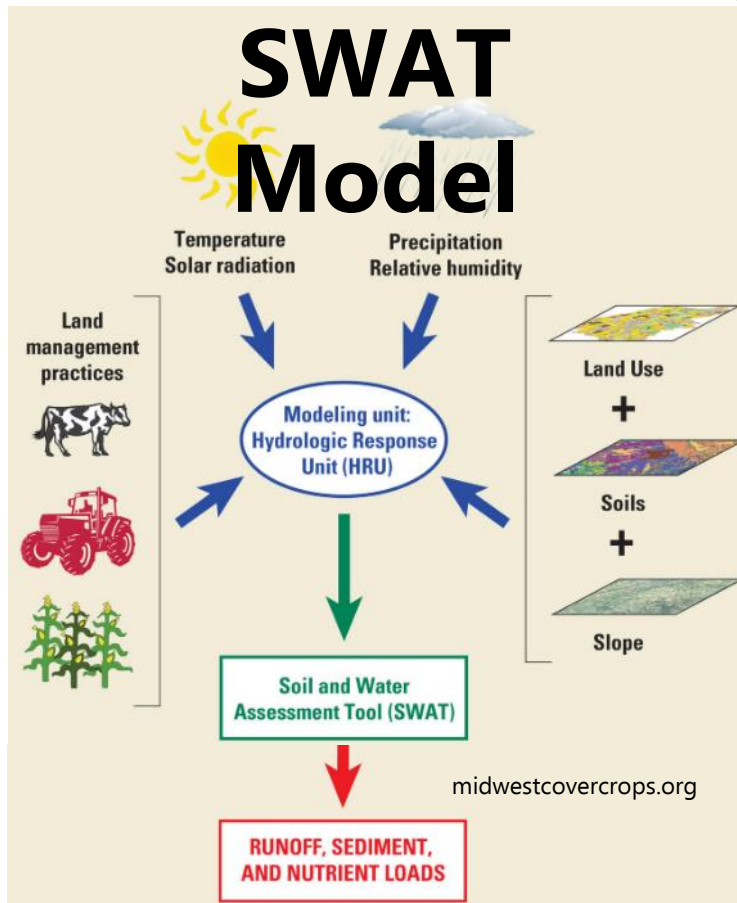 SWAT
Model
Temperature
Solar radiation
Precipitation
Relative humidity
Land
management
practices
Modeling unit:
Hydrologic Response
Unit (HRU)
Land Use
+
Soils
+
Slope
Soil and Water
Assessment Tool (SWAT)
midwestcovercrops.org
RUNOFF, SEDIMENT,
AND NUTRIENT LOADS